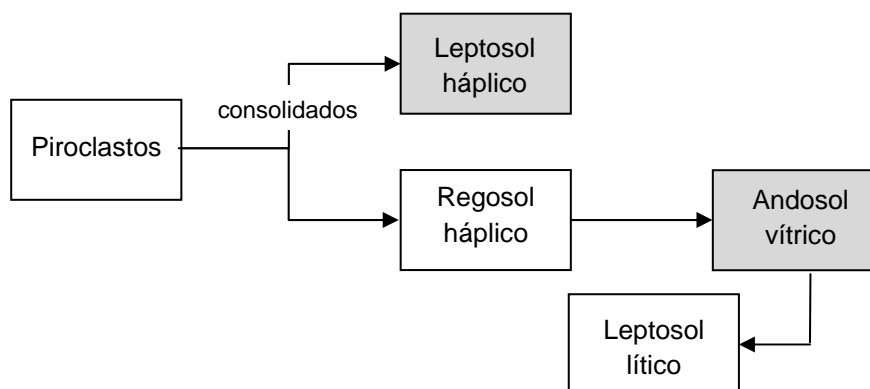 Leptosol
háplico
consolidados
Piroclastos
Regosol
háplico
Andosol
vítrico
Leptosol
lítico